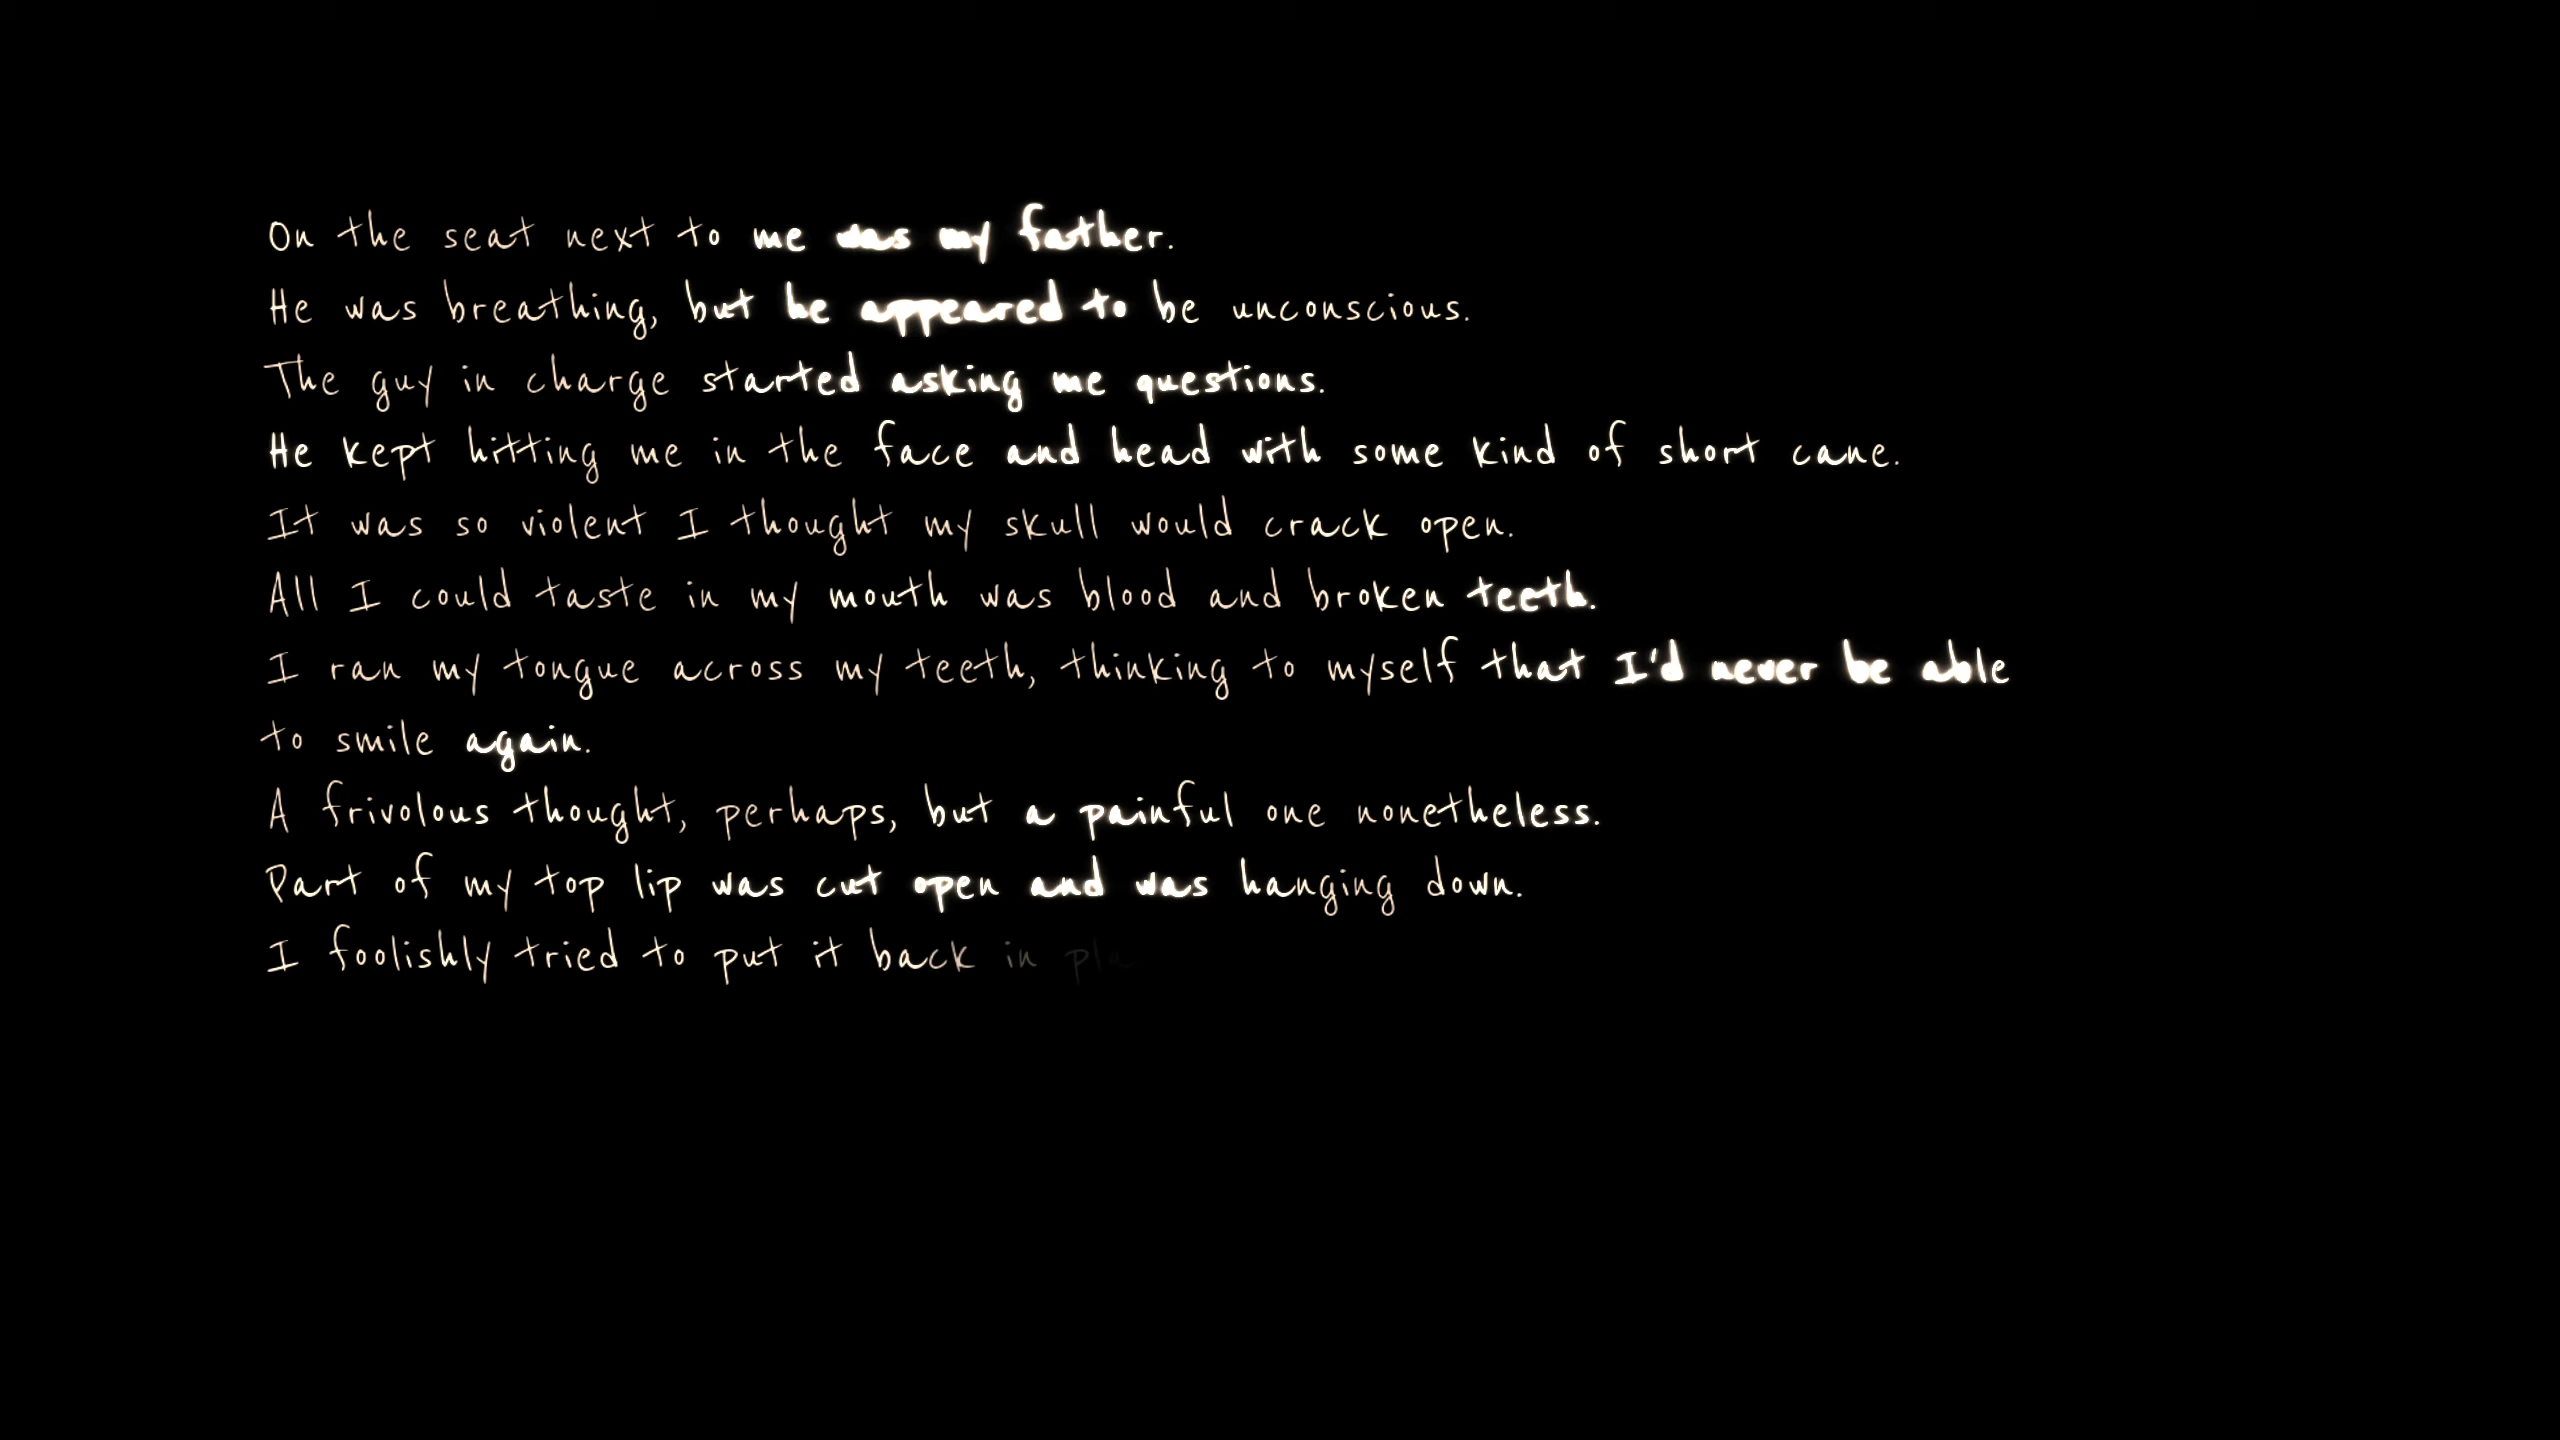 On the seat next to me was my father.
He was breathing, but he appeared to be unconscious.
The guy in charge started asking me questions.
He kept hitting me in the face and head with some kind of short cane.
It was so violent I thought my skull would crack open.
All I could taste in my mouth was blood and broken teeth.
I ran my tongue across my teeth, thinking to myself that I'd never be able
to smile again.
A frivolous thought, perhaps, but a painful one nonetheless.
Part of my top lip was cut open and was hanging down.
I foolishly tried to put it back in